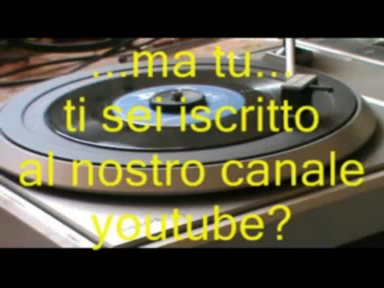 ...ma tu...
ti sei iscritto
al nostro canale
youtube?